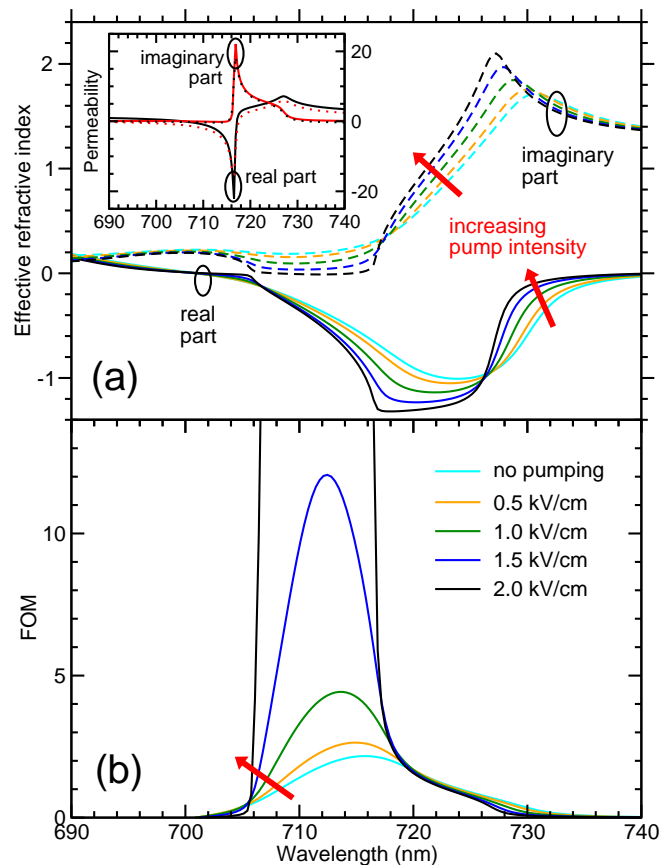 2
1
0
-1
Effective refractive index
imaginary
part
real part
Permeability
20
0
-20
690
700
710
720
730
740
imaginary
part
increasing
pump intensity
real
part
(a)
10
5
0
FOM
no pumping
0.5 kV/cm
1.0 kV/cm
1.5 kV/cm
2.0 kV/cm
(b)
690
700
710
720
730
740
Wavelength (nm)